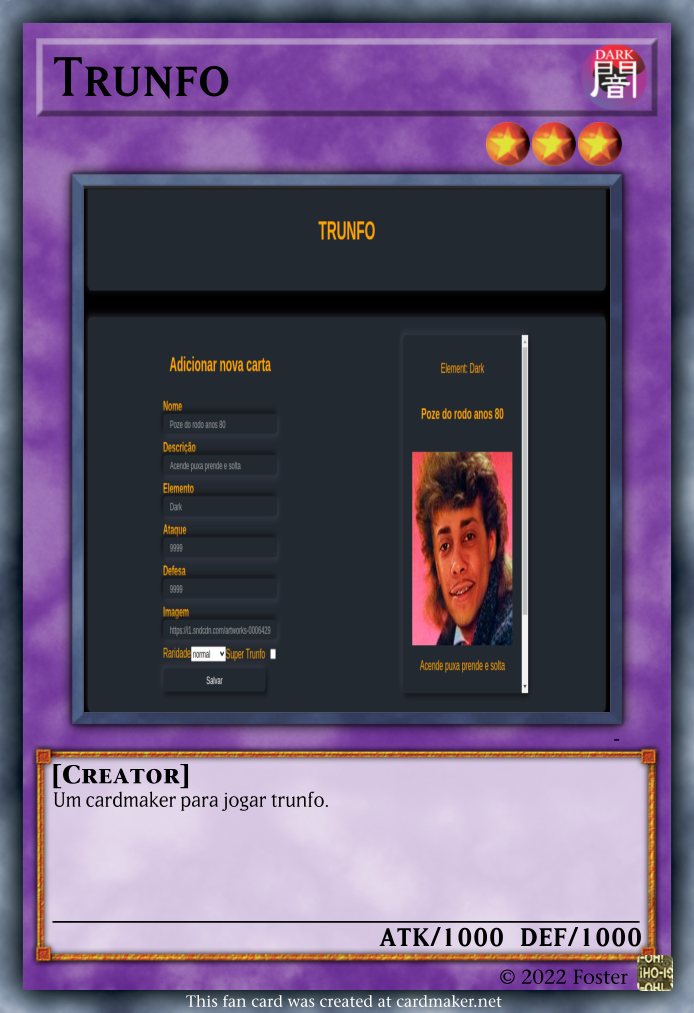 TRUNFO
DARK
闇
TRUNFO
Adicionar nova carta
Nome
Poze do rodo anos 80
Descrição
Acende puxa prende e solta
Elemento
Dark
Ataque
9999
Defesa
9999
Imagem
https://i1.sndcdn.com/artworks-0006429
Raridade normal Super Trunfo
Salvar
Element: Dark
Poze do rodo anos 80
Acende puxa prende e solta
-
[CREATOR]
Um cardmaker para jogar trunfo.
ATK/1000 DEF/1000
© 2022 Foster
This fan card was created at cardmaker.net